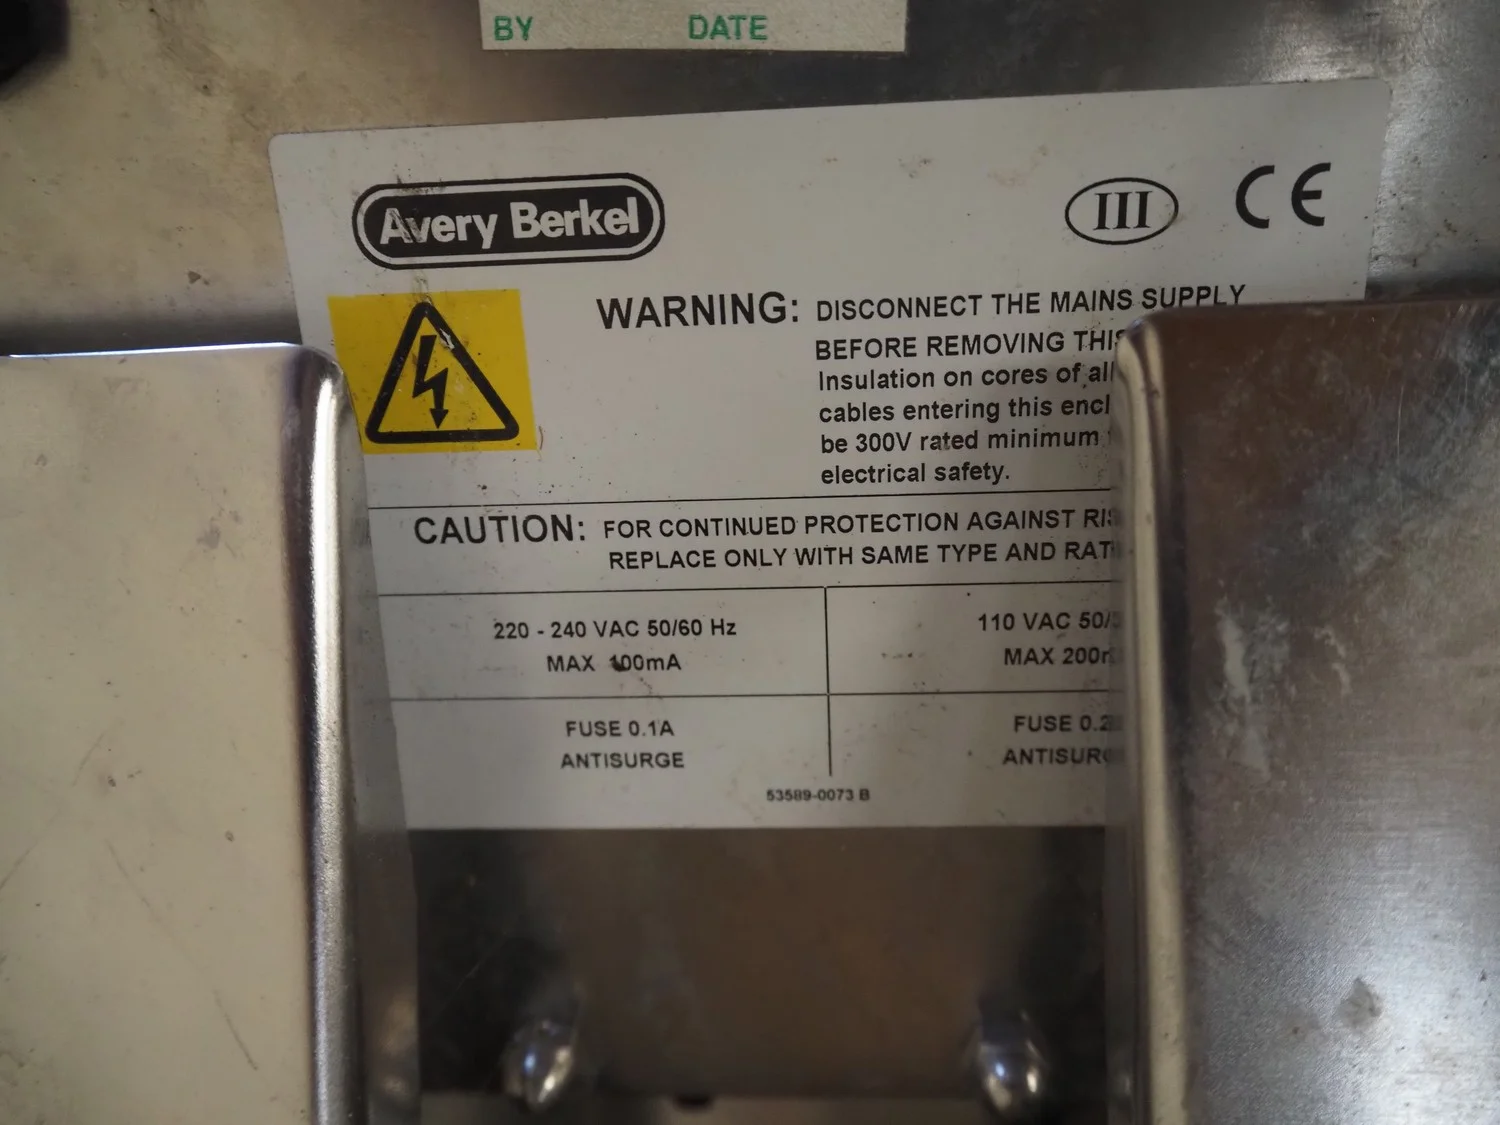 BY DATE
Avery Berkel
III CE
WARNING: DISCONNECT THE MAINS SUPPLY
BEFORE REMOVING THIS
Insulation on cores of all
cables entering this encl
be 300V rated minimum
electrical safety.
CAUTION: FOR CONTINUED PROTECTION AGAINST RIS
REPLACE ONLY WITH SAME TYPE AND RAT
220 - 240 VAC 50/60 Hz
MAX 100mA
110 VAC 50/
MAX 200m
FUSE 0.1A
ANTISURGE
FUSE 0.2
ANTISURG
53589-0073 B